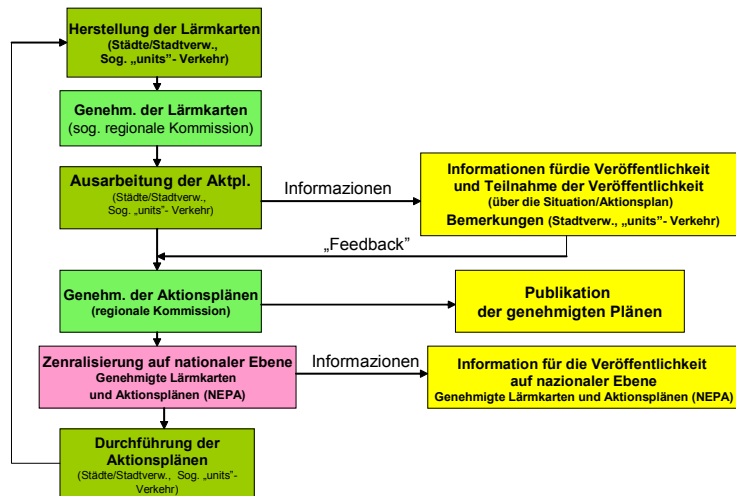 Herstellung der Lärmkarten
(Städte/Stadtverw.,
Sog. „units”- Verkehr)
Genehm. der Lärmkarten
(sog. regionale Kommission)
Ausarbeitung der Aktpl.
(Städte/Stadtverw.,
Sog. „units”- Verkehr)
Informazionen
Informationen fürdie Veröffentlichkeit
und Teilnahme der Veröffentlichkeit
(über die Situation/Aktionsplan)
Bemerkungen (Stadtverw., „units”- Verkehr)
„Feedback”
Genehm. der Aktionsplänen
(regionale Kommission)
Publikation
der genehmigten Plänen
Zenralisierung auf nationaler Ebene
Genehmigte Lärmkarten
und Aktionsplänen (NEPA)
Informazionen
Information für die Veröffentlichkeit
auf nazionaler Ebene
Genehmigte Lärmkarten und Aktionsplänen (NEPA)
Durchführung der
Aktionsplänen
(Städte/Stadtverw., Sog. „units”-
Verkehr)